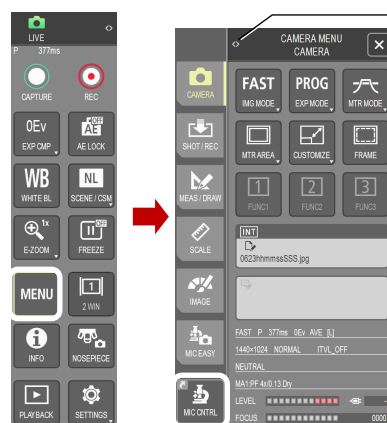 LIVE
P 377ms
CAPTURE
REC
0Ev
EXP CMP
OFF
AE
AE LOCK
WB
WHITE BL
NL
SCENE / CSM
1x
E-ZOOM
OFF
FREEZE
MENU
1
2 WIN
INFO
NOSEPIECE
PLAY BACK
SETTINGS
CAMERA MENU
CAMERA
CAMERA
SHOT / REC
MEAS / DRAW
SCALE
IMAGE
MIC EASY
MIC CNTRL
FAST
IMG MODE
PROG
EXP MODE
MTR MODE
MTR AREA
CUSTOMIZE
FRAME
1
FUNC1
2
FUNC2
3
FUNC3
INT
0623hhmmssSSS.jpg
FAST P 377ms 0Ev AVE [L]
1440×1024 NORMAL ITVL_OFF
NEUTRAL
MA1:PF 4x/0.13 Dry
LEVEL -
FOCUS 0000